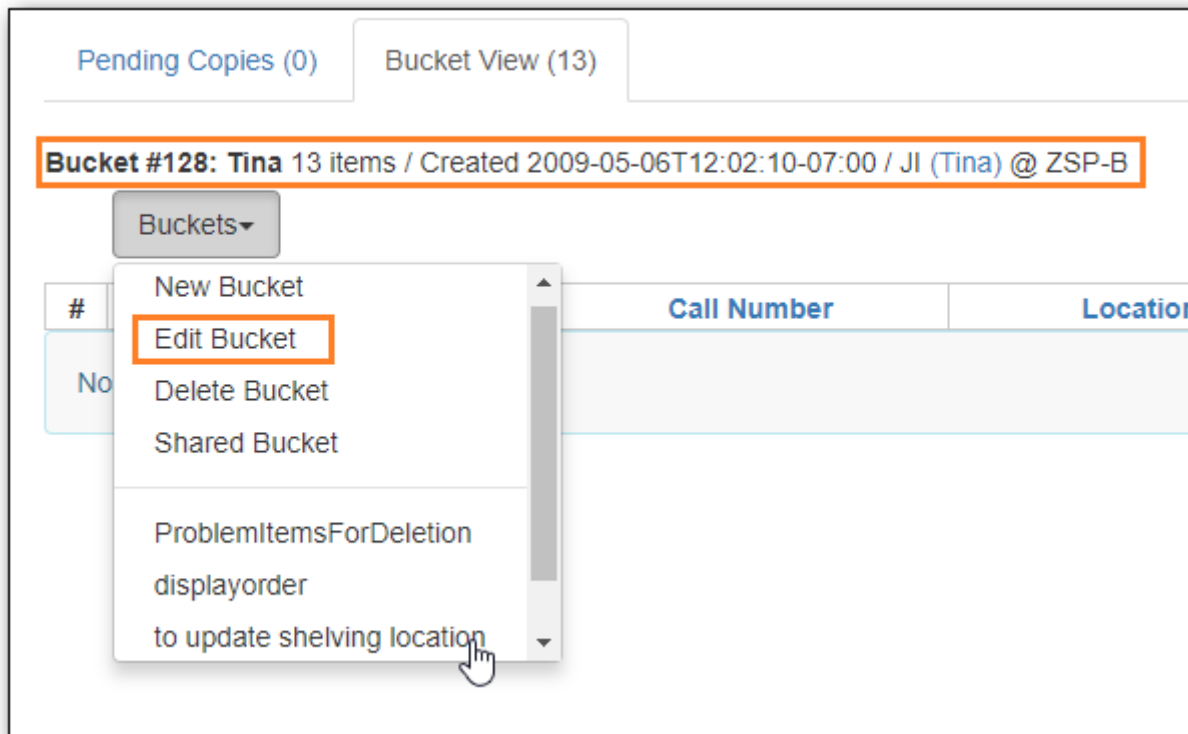 Pending Copies (0) Bucket View (13)
Bucket #128: Tina 13 items / Created 2009-05-06T12:02:10-07:00 / JI (Tina) @ ZSP-B
Buckets
New Bucket
# Call Number Location
Edit Bucket
No
Delete Bucket
Shared Bucket
ProblemItemsForDeletion
displayorder
to update shelving location